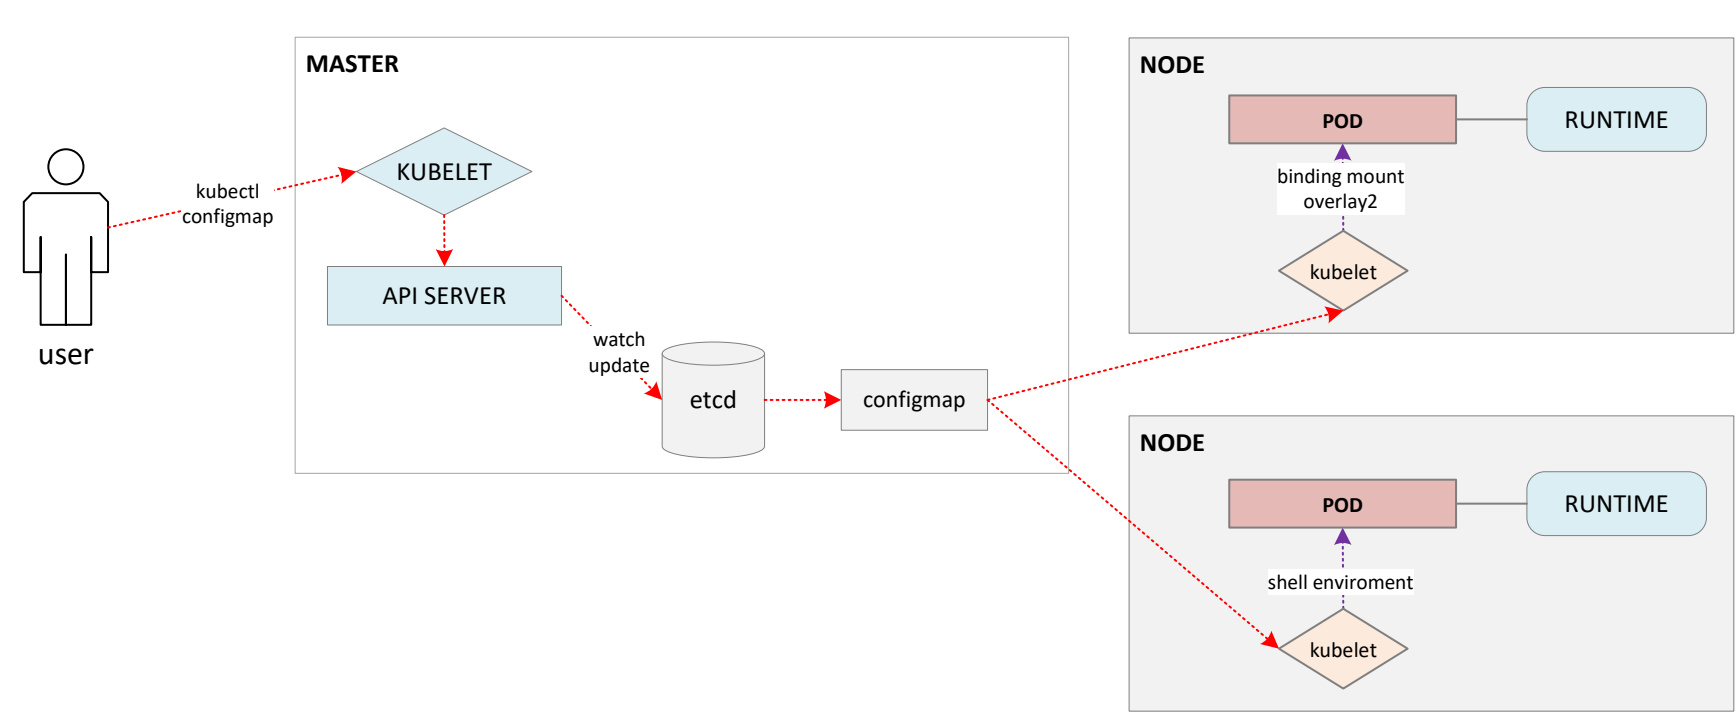 MASTER
KUBELET
kubectl
configmap
API SERVER
user
watch
update
etcd
configmap
NODE
POD
RUNTIME
binding mount
overlay2
kubelet
NODE
POD
RUNTIME
shell enviroment
kubelet